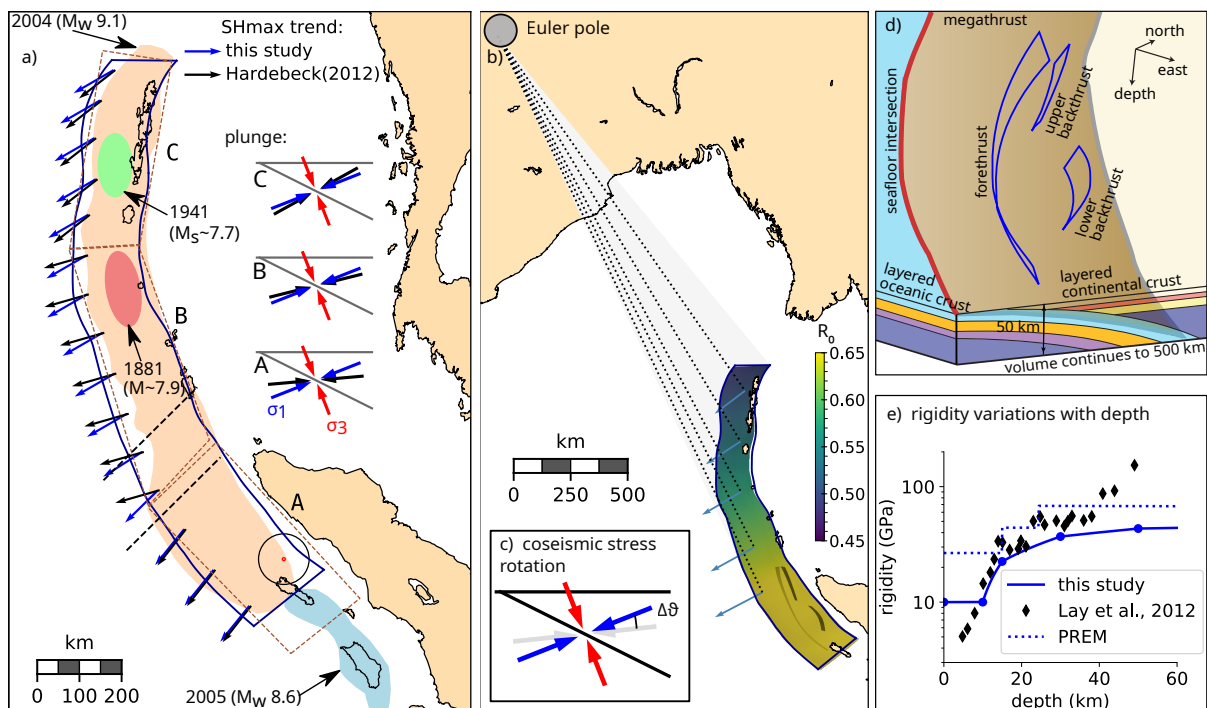 2004 (MW 9.1)
a)
SHmax trend:
this study
Hardebeck(2012)
plunge:
C
C
1941
(MS~7.7)
B
B
1881
(M~7.9)
A
σ1
σ3
A
2005 (MW 8.6)
km
0 100 200
Euler pole
b)
R0
0.65
0.60
0.55
0.50
0.45
km
0 250 500
c) coseismic stress
rotation
Δϑ
d)
megathrust
north
east
depth
seafloor intersection
forethrust
upper
backthrust
lower
backthrust
layered
oceanic crust
layered
continental crust
50 km
volume continues to 500 km
e) rigidity variations with depth
rigidity (GPa)
100
10
this study
Lay et al., 2012
PREM
0 20 40 60
depth (km)